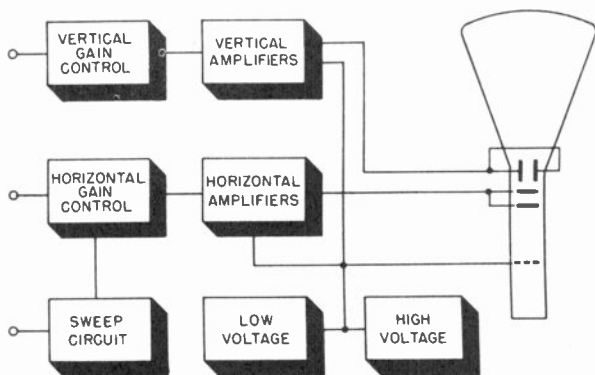 VERTICAL
GAIN
CONTROL
VERTICAL
AMPLIFIERS
HORIZONTAL
GAIN
CONTROL
HORIZONTAL
AMPLIFIERS
SWEEP
CIRCUIT
LOW
VOLTAGE
HIGH
VOLTAGE